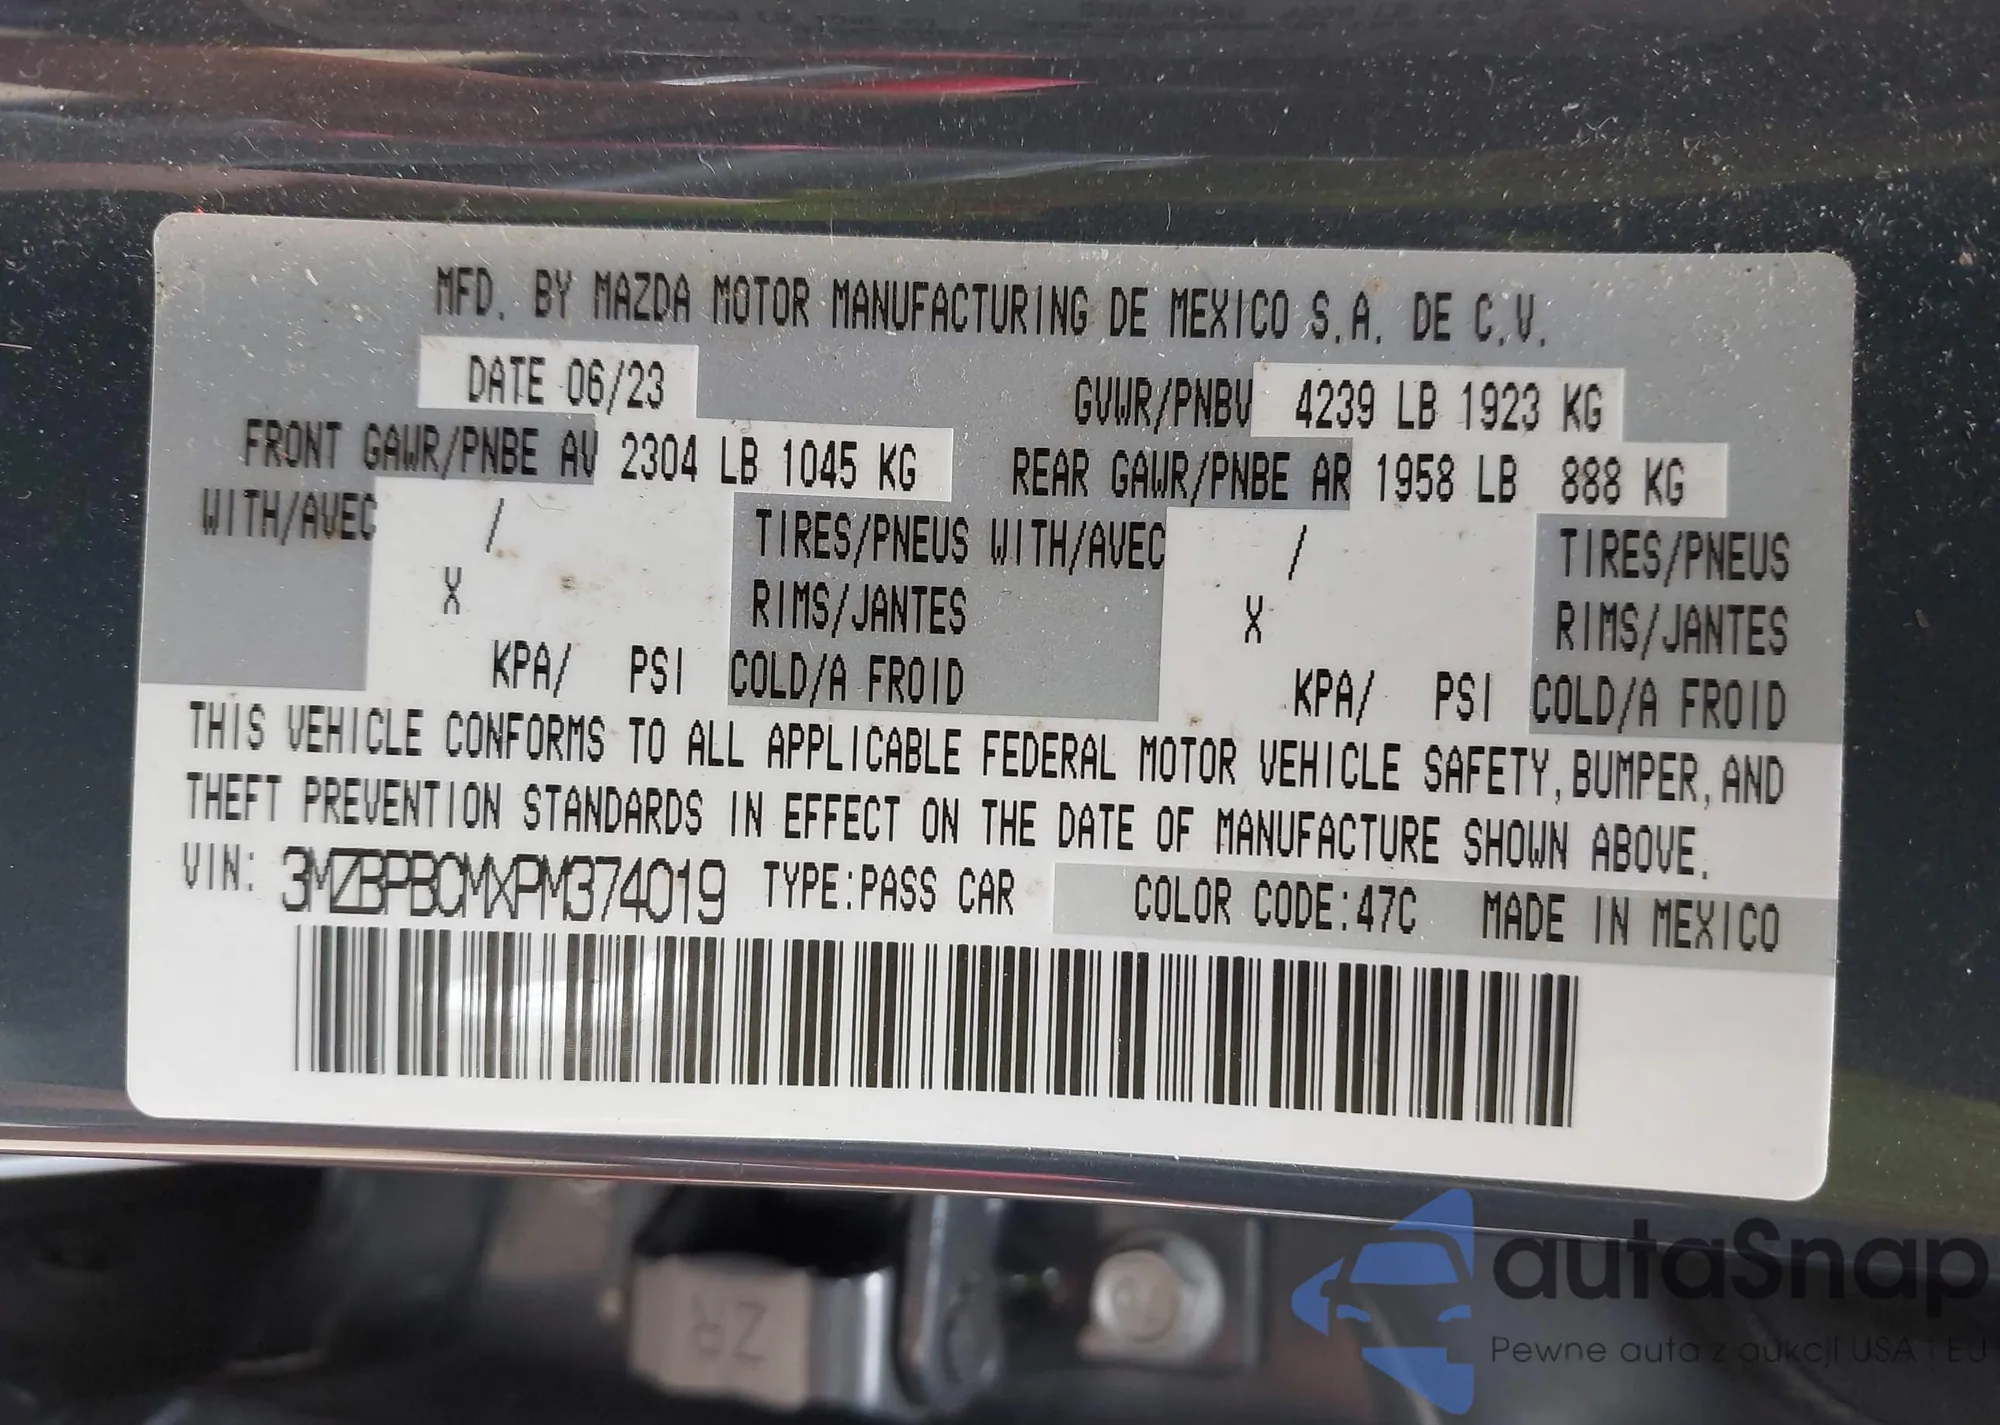 MFD. BY MAZDA MOTOR MANUFACTURING DE MEXICO S.A. DE C.V.
DATE 06/23 GVWR/PNBV 4239 LB 1923 KG
FRONT GAWR/PNBE AV 2304 LB 1045 KG REAR GAWR/PNBE AR 1958 LB 888 KG
WITH/AVEC / TIRES/PNEUS WITH/AVEC / TIRES/PNEUS
X RIMS/JANTES X RIMS/JANTES
KPA/ PSI COLD/A FROID KPA/ PSI COLD/A FROID
THIS VEHICLE CONFORMS TO ALL APPLICABLE FEDERAL MOTOR VEHICLE SAFETY, BUMPER, AND
THEFT PREVENTION STANDARDS IN EFFECT ON THE DATE OF MANUFACTURE SHOWN ABOVE.
VIN: 3MZBPBCMXPM374019 TYPE:PASS CAR COLOR CODE:47C MADE IN MEXICO
ZR
autaSnap
Pewne auta z aukcji USA i EU